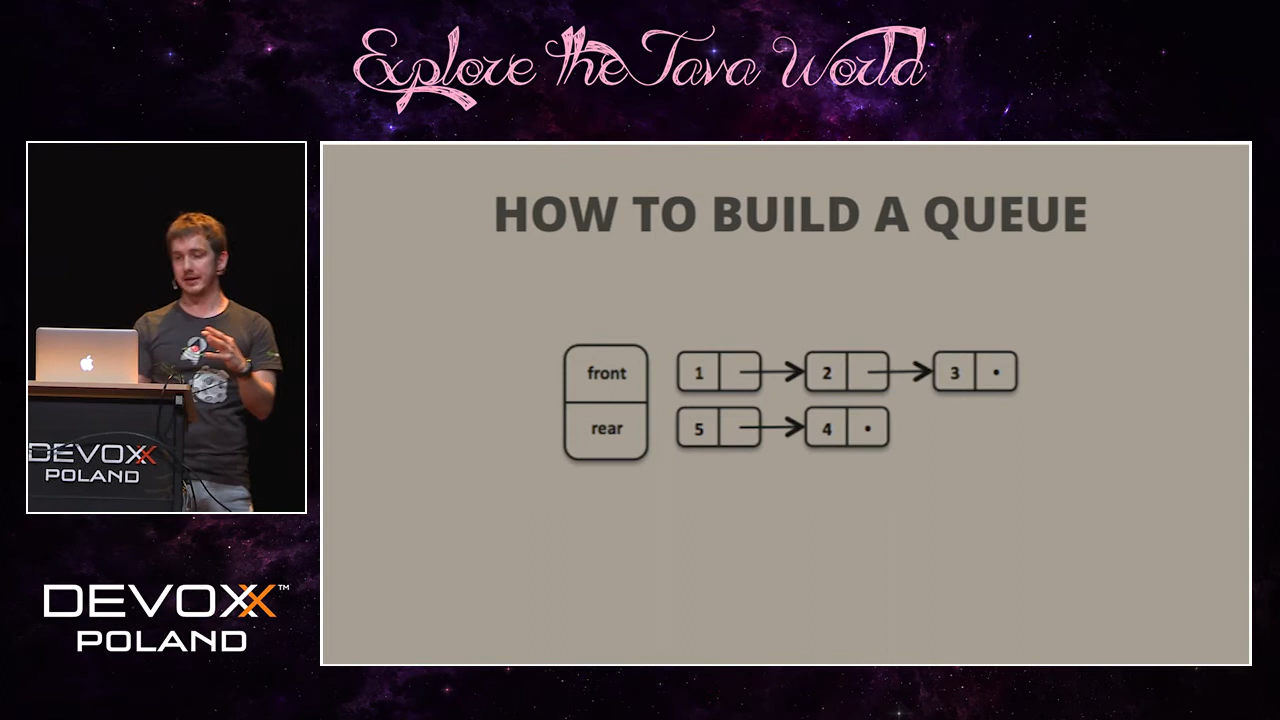 Explore the Java World
HOW TO BUILD A QUEUE
front 1 2 3
rear 5 4
DEVOXX
POLAND
DEVOXX™
POLAND